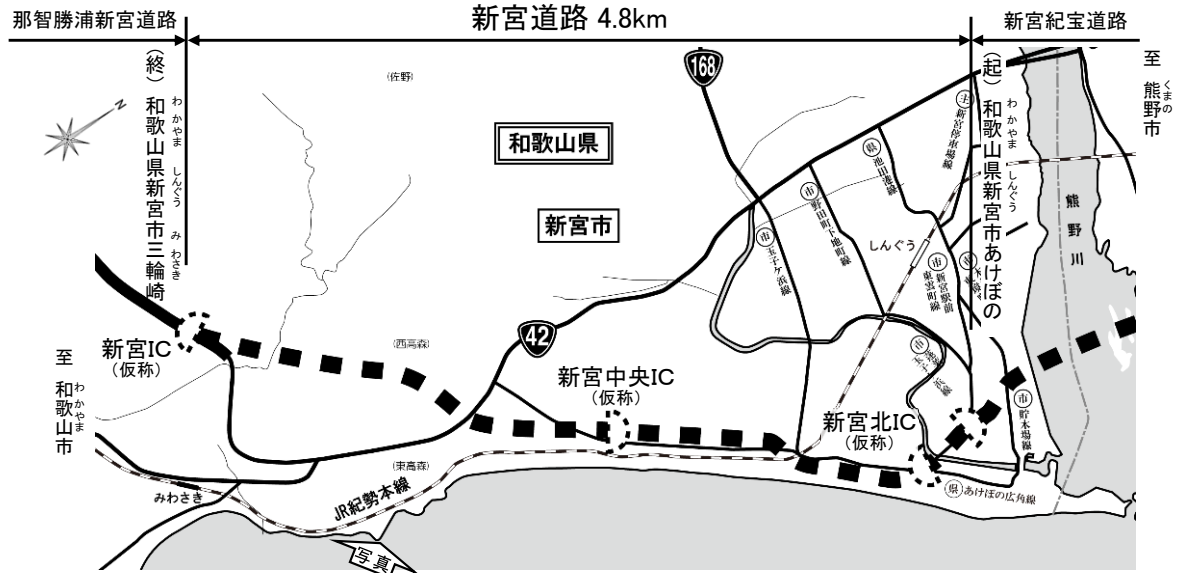 那智勝浦新宮道路
新宮道路 4.8km
新宮紀宝道路
(終)和歌山県新宮市三輪崎
わかやま しんぐう みわさき
(起)和歌山県新宮市あけぼの
わかやま しんぐう
至 熊野市
くまの
N
(佐野)
168
和歌山県
新宮市
主 新宮停車場線
県 池田港線
市 野田町下地町線
市 玉子ケ浜線
しんぐう
市 新宮駅前東雲町線
市
熊野川
新宮IC
(仮称)
(西高森)
42
新宮中央IC
(仮称)
市
浜線
新宮北IC
(仮称)
市 貯木場線
至 和歌山市
わかやま
(東高森)
みわさき
JR紀勢本線
県 あけぼの広角線
写真